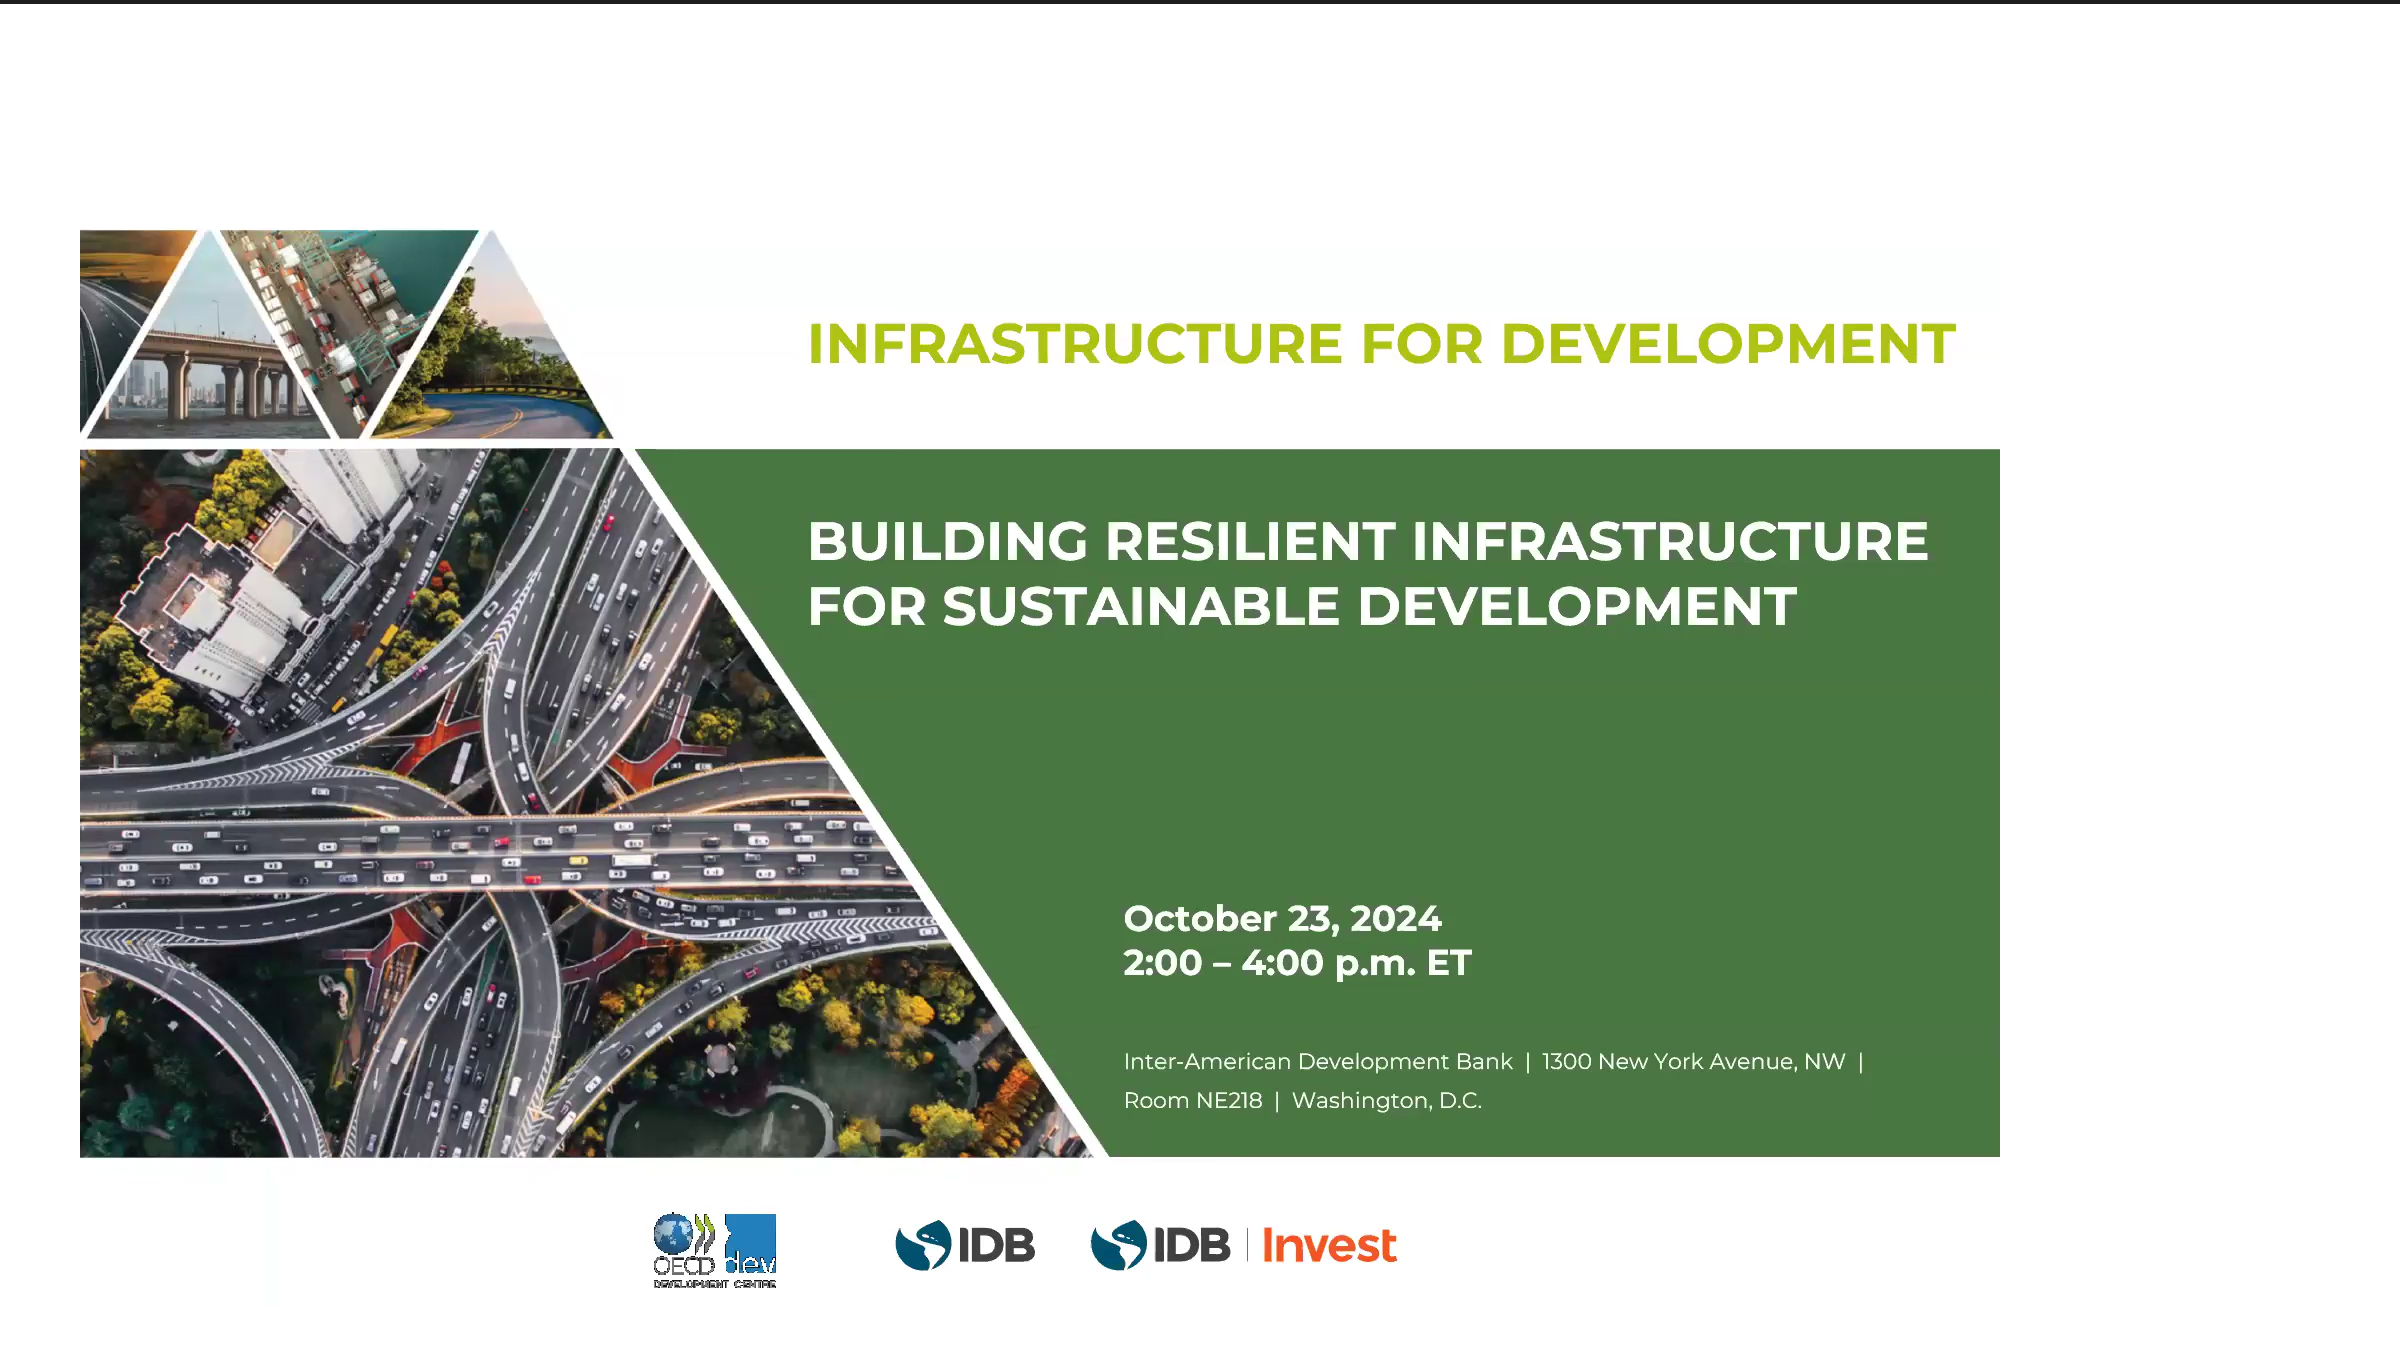 INFRASTRUCTURE FOR DEVELOPMENT
BUILDING RESILIENT INFRASTRUCTURE
FOR SUSTAINABLE DEVELOPMENT
October 23, 2024
2:00 – 4:00 p.m. ET
Inter-American Development Bank | 1300 New York Avenue, NW |
Room NE218 | Washington, D.C.
OECD dev
DEVELOPMENT CENTRE
IDB
IDB | Invest